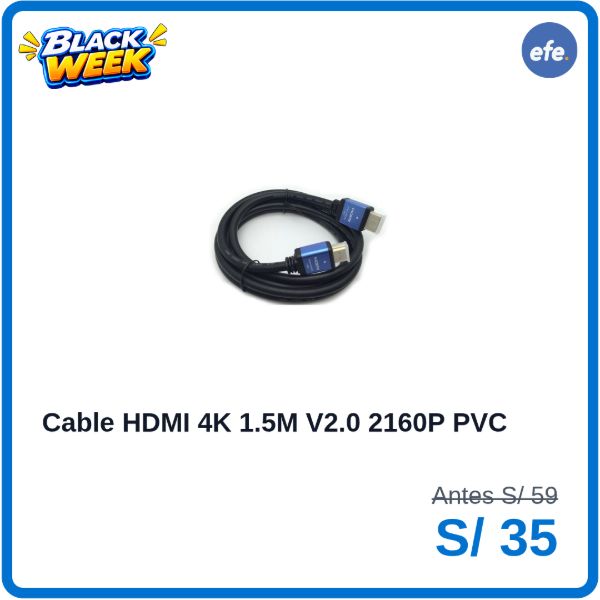 BLACK
WEEK
efe.
Cable HDMI 4K 1.5M V2.0 2160P PVC
Antes S/ 59
S/ 35